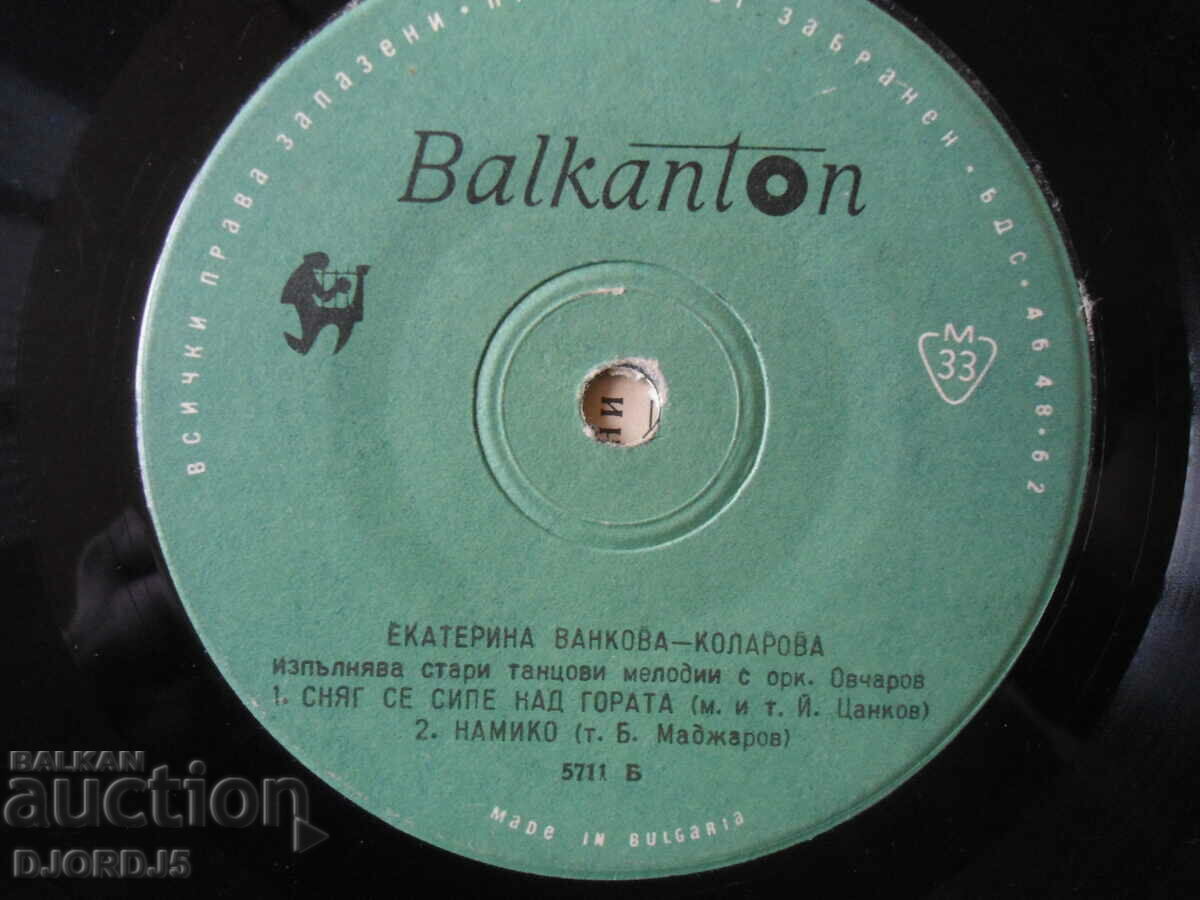 ВСИЧКИ ПРАВА ЗАПАЗЕНИ • ЗАБРАНЕН • БДС • 4648•62
Balkanton
M
33
НИ
ЕКАТЕРИНА ВАНКОВА–КОЛАРОВА
изпълнява стари танцови мелодии с орк. Овчаров
1. СНЯГ СЕ СИПЕ НАД ГОРАТА (м. и т. Й. Цанков)
2. НАМИКО (т. Б. Маджаров)
5711 Б
Made in Bulgaria
BALKAN
auction
DJORDJ5